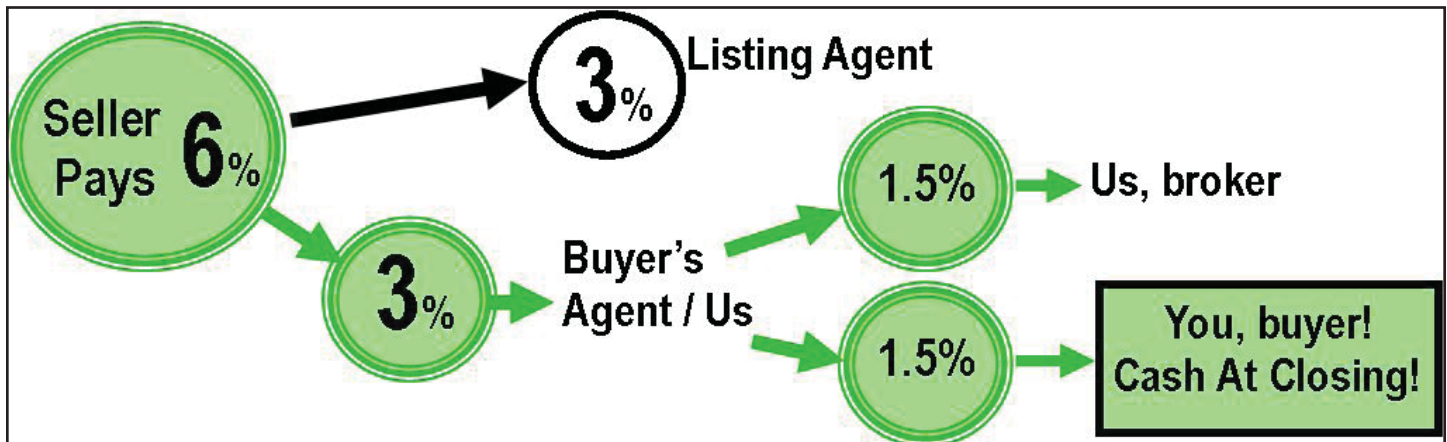 Seller
Pays 6%
3%
Listing Agent
3%
Buyer's
Agent / Us
1.5%
Us, broker
1.5%
You, buyer!
Cash At Closing!